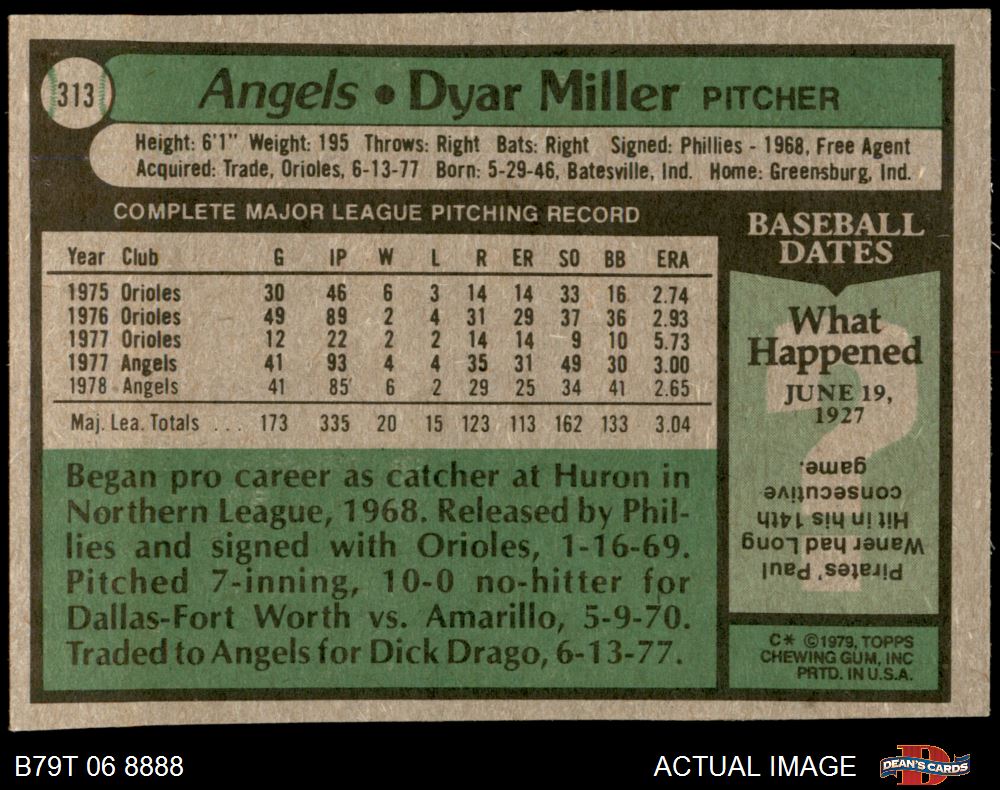 313
Angels • Dyar Miller PITCHER
Height: 6'1" Weight: 195 Throws: Right Bats: Right Signed: Phillies - 1968, Free Agent
Acquired: Trade, Orioles, 6-13-77 Born: 5-29-46, Batesville, Ind. Home: Greensburg, Ind.
COMPLETE MAJOR LEAGUE PITCHING RECORD
Year Club G IP W L R ER SO BB ERA
1975 Orioles 30 46 6 3 14 14 33 16 2.74
1976 Orioles 49 89 2 4 31 29 37 36 2.93
1977 Orioles 12 22 2 2 14 14 9 10 5.73
1977 Angels 41 93 4 4 35 31 49 30 3.00
1978 Angels 41 85 6 2 29 25 34 41 2.65
Maj. Lea. Totals ... 173 335 20 15 123 113 162 133 3.04
Began pro career as catcher at Huron in
Northern League, 1968. Released by Phil-
lies and signed with Orioles, 1-16-69.
Pitched 7-inning, 10-0 no-hitter for
Dallas-Fort Worth vs. Amarillo, 5-9-70.
Traded to Angels for Dick Drago, 6-13-77.
BASEBALL
DATES
What
Happened
JUNE 19,
1927
Pirates' Paul
Waner had Long
Hit in his 14th
consecutive
game.
C* ©1979, TOPPS
CHEWING GUM, INC
PRTD. IN U.S.A.
B79T 06 8888
ACTUAL IMAGE
DEAN'S CARDS